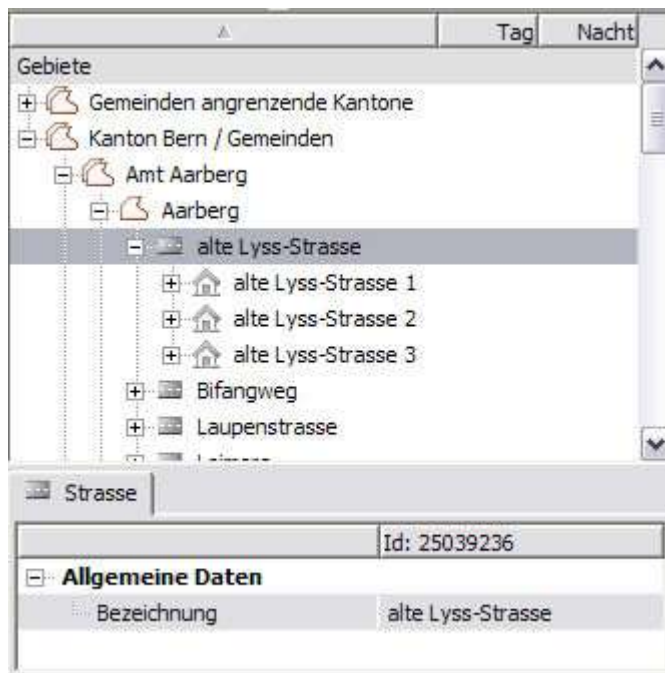 Tag Nacht
Gebiete
Gemeinden angrenzende Kantone
Kanton Bern / Gemeinden
Amt Aarberg
Aarberg
alte Lyss-Strasse
alte Lyss-Strasse 1
alte Lyss-Strasse 2
alte Lyss-Strasse 3
Bifangweg
Laupenstrasse
Strasse
Id: 25039236
Allgemeine Daten
Bezeichnung alte Lyss-Strasse